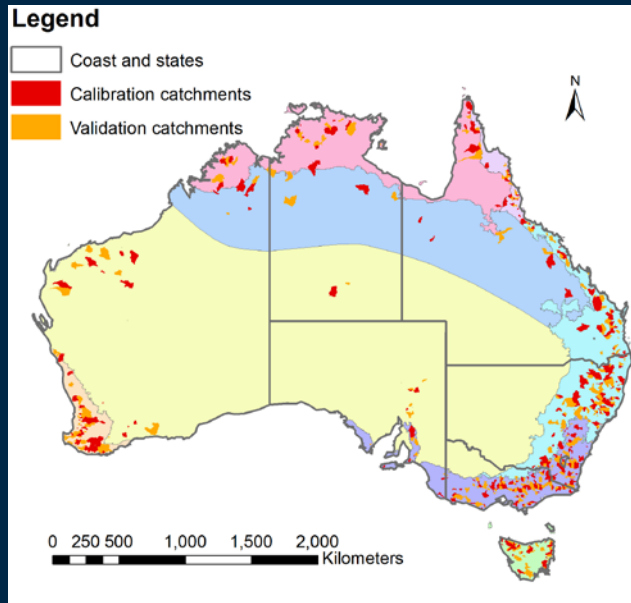 Legend
Coast and states
Calibration catchments
Validation catchments
N
0 250 500 1,000 1,500 2,000
Kilometers